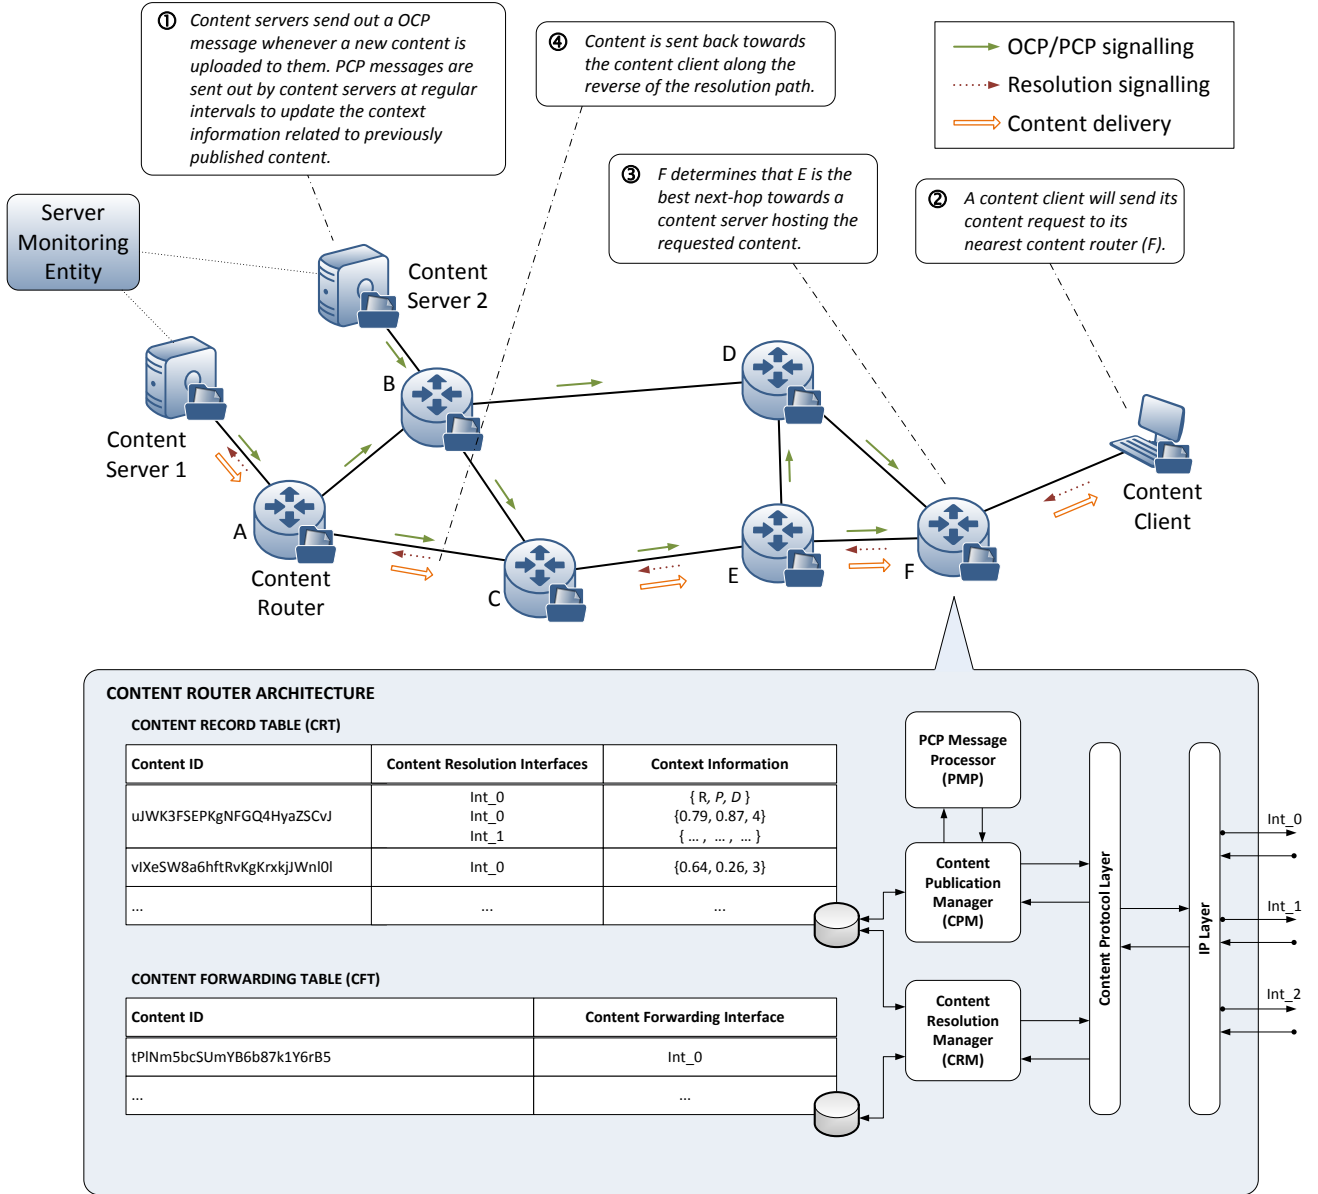 ① Content servers send out a OCP
message whenever a new content is
uploaded to them. PCP messages are
sent out by content servers at regular
intervals to update the context
information related to previously
published content.
④ Content is sent back towards
the content client along the
reverse of the resolution path.
OCP/PCP signalling
Resolution signalling
Content delivery
③ F determines that E is the
best next-hop towards a
content server hosting the
requested content.
② A content client will send its
content request to its
nearest content router (F).
Server
Monitoring
Entity
Content
Server 2
Content
Server 1
A
B
C
D
E
F
Content
Router
Content
Client
CONTENT ROUTER ARCHITECTURE
CONTENT RECORD TABLE (CRT)
Content ID Content Resolution Interfaces Context Information
Int_0 { R, P, D }
uJWK3FSEPKgNFGQ4HyaZSCvJ Int_0 {0.79, 0.87, 4}
Int_1 { ... , ... , ... }
vIXeSW8a6hftRvKgKrxkjJWnl0l Int_0 {0.64, 0.26, 3}
... ... ...
CONTENT FORWARDING TABLE (CFT)
Content ID Content Forwarding Interface
tPlNm5bcSUmYB6b87k1Y6rB5 Int_0
... ...
PCP Message
Processor
(PMP)
Content
Publication
Manager
(CPM)
Content
Resolution
Manager
(CRM)
Content Protocol Layer
IP Layer
Int_0
Int_1
Int_2